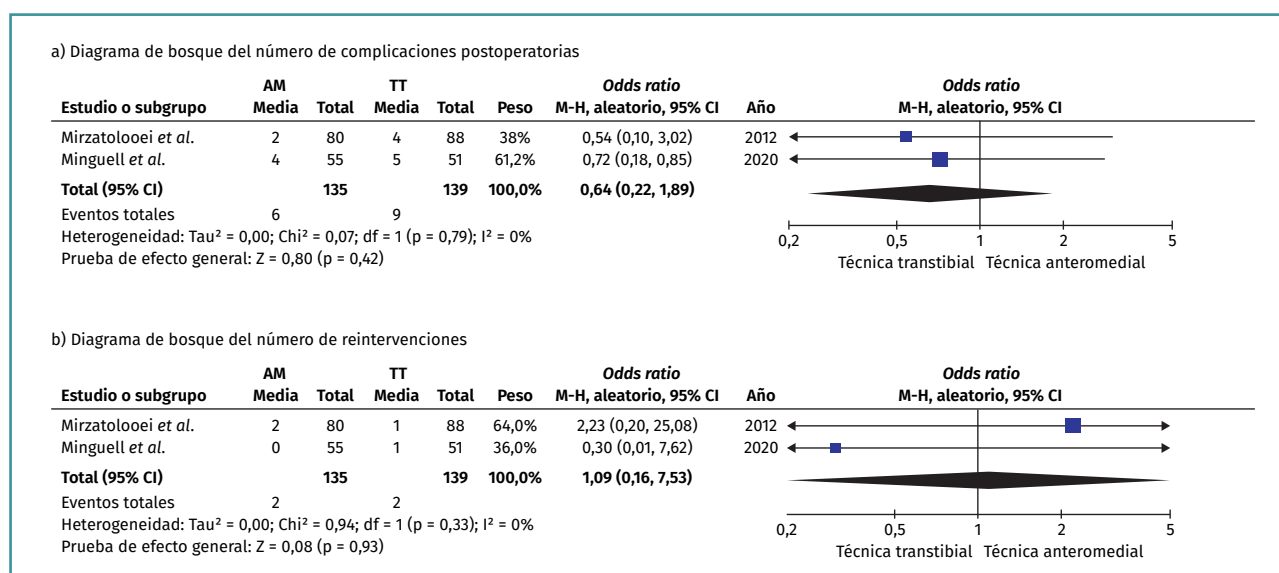 a) Diagrama de bosque del número de complicaciones postoperatorias
AM TT Odds ratio Odds ratio
Estudio o subgrupo Media Total Media Total Peso M-H, aleatorio, 95% CI Año M-H, aleatorio, 95% CI
Mirzatolooei et al. 2 80 4 88 38% 0,54 (0,10, 3,02) 2012
Minguell et al. 4 55 5 51 61,2% 0,72 (0,18, 0,85) 2020
Total (95% CI) 135 139 100,0% 0,64 (0,22, 1,89)
Eventos totales 6 9
Heterogeneidad: Tau² = 0,00; Chi² = 0,07; df = 1 (p = 0,79); I² = 0%
Prueba de efecto general: Z = 0,80 (p = 0,42)
0,2 0,5 1 2 5
Técnica transtibial Técnica anteromedial
b) Diagrama de bosque del número de reintervenciones
AM TT Odds ratio Odds ratio
Estudio o subgrupo Media Total Media Total Peso M-H, aleatorio, 95% CI Año M-H, aleatorio, 95% CI
Mirzatolooei et al. 2 80 1 88 64,0% 2,23 (0,20, 25,08) 2012
Minguell et al. 0 55 1 51 36,0% 0,30 (0,01, 7,62) 2020
Total (95% CI) 135 139 100,0% 1,09 (0,16, 7,53)
Eventos totales 2 2
Heterogeneidad: Tau² = 0,00; Chi² = 0,94; df = 1 (p = 0,33); I² = 0%
Prueba de efecto general: Z = 0,08 (p = 0,93)
0,2 0,5 1 2 5
Técnica transtibial Técnica anteromedial